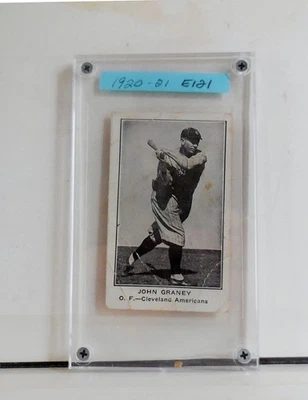 1920-21 E121
JOHN GRANEY
O. F.—Cleveland Americans